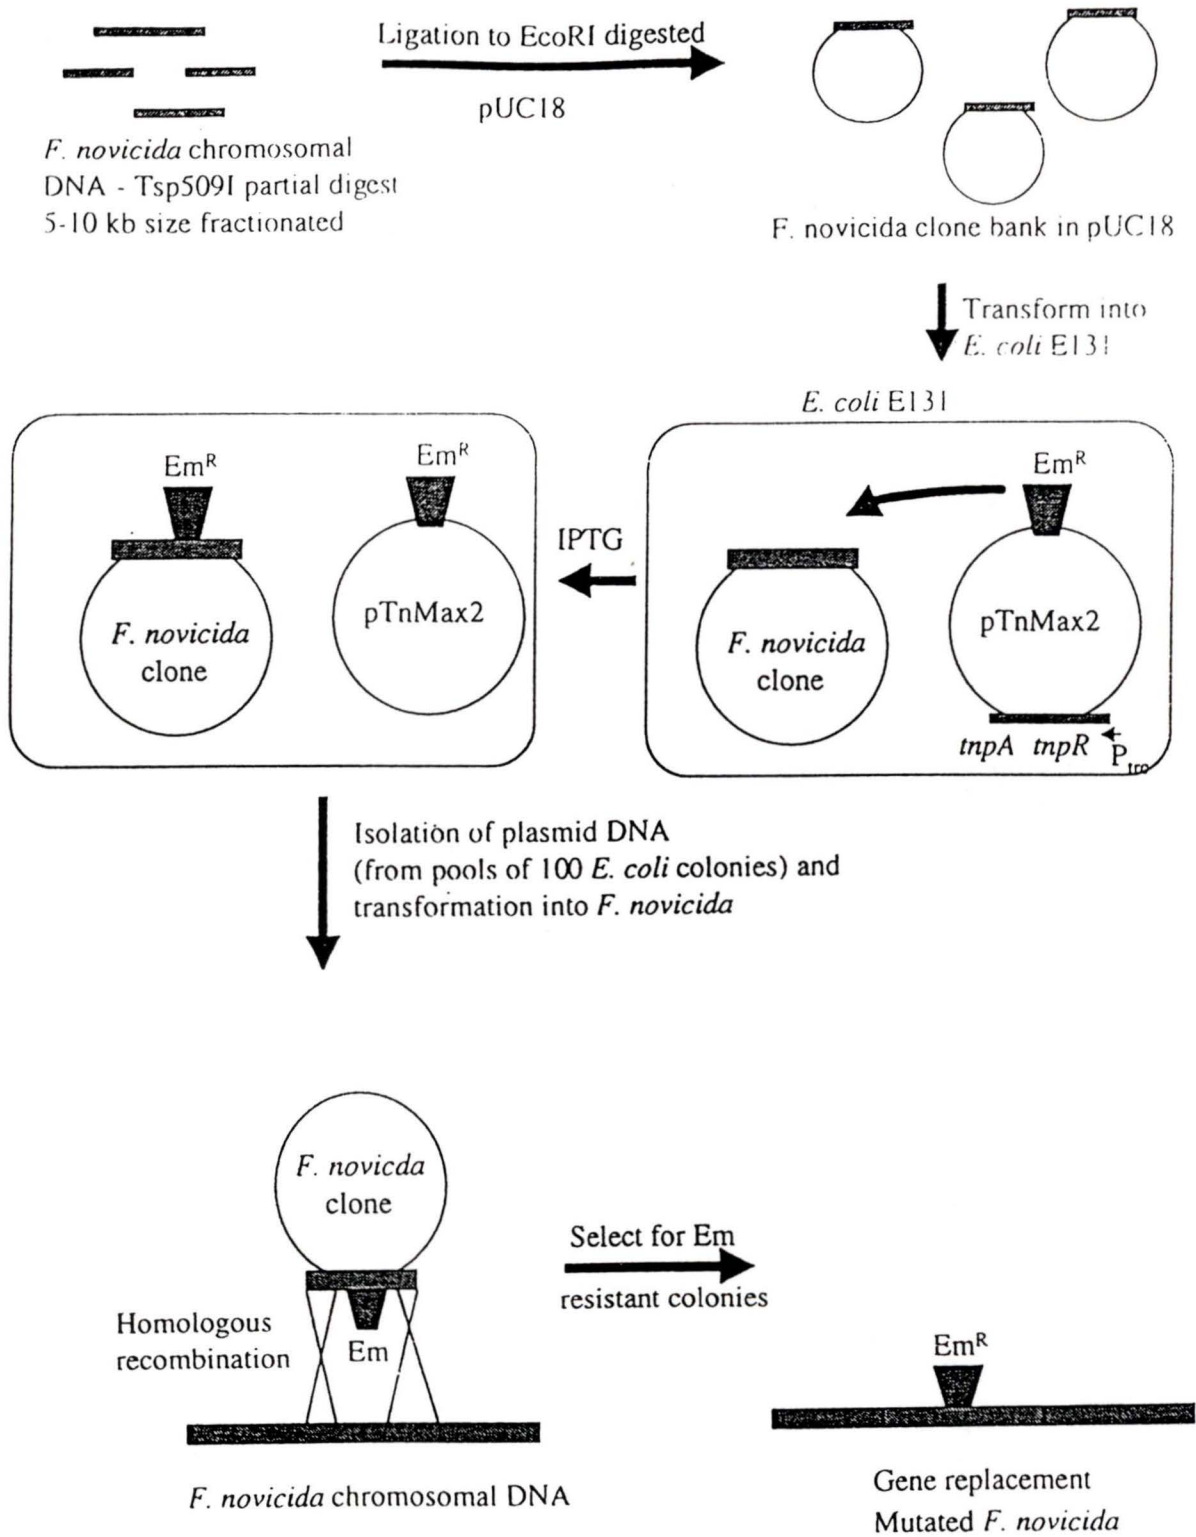 Ligation to EcoRI digested
pUC18
F. novicida chromosomal
DNA - Tsp509I partial digest
5-10 kb size fractionated
F. novicida clone bank in pUC18
Transform into
E. coli E131
E. coli E131
Em^R
Em^R
F. novicida
clone
pTnMax2
IPTG
Em^R
F. novicida
clone
pTnMax2
tnpA tnpR P_trc
Isolation of plasmid DNA
(from pools of 100 E. coli colonies) and
transformation into F. novicida
F. novicda
clone
Homologous
recombination
Em
F. novicida chromosomal DNA
Select for Em
resistant colonies
Em^R
Gene replacement
Mutated F. novicida